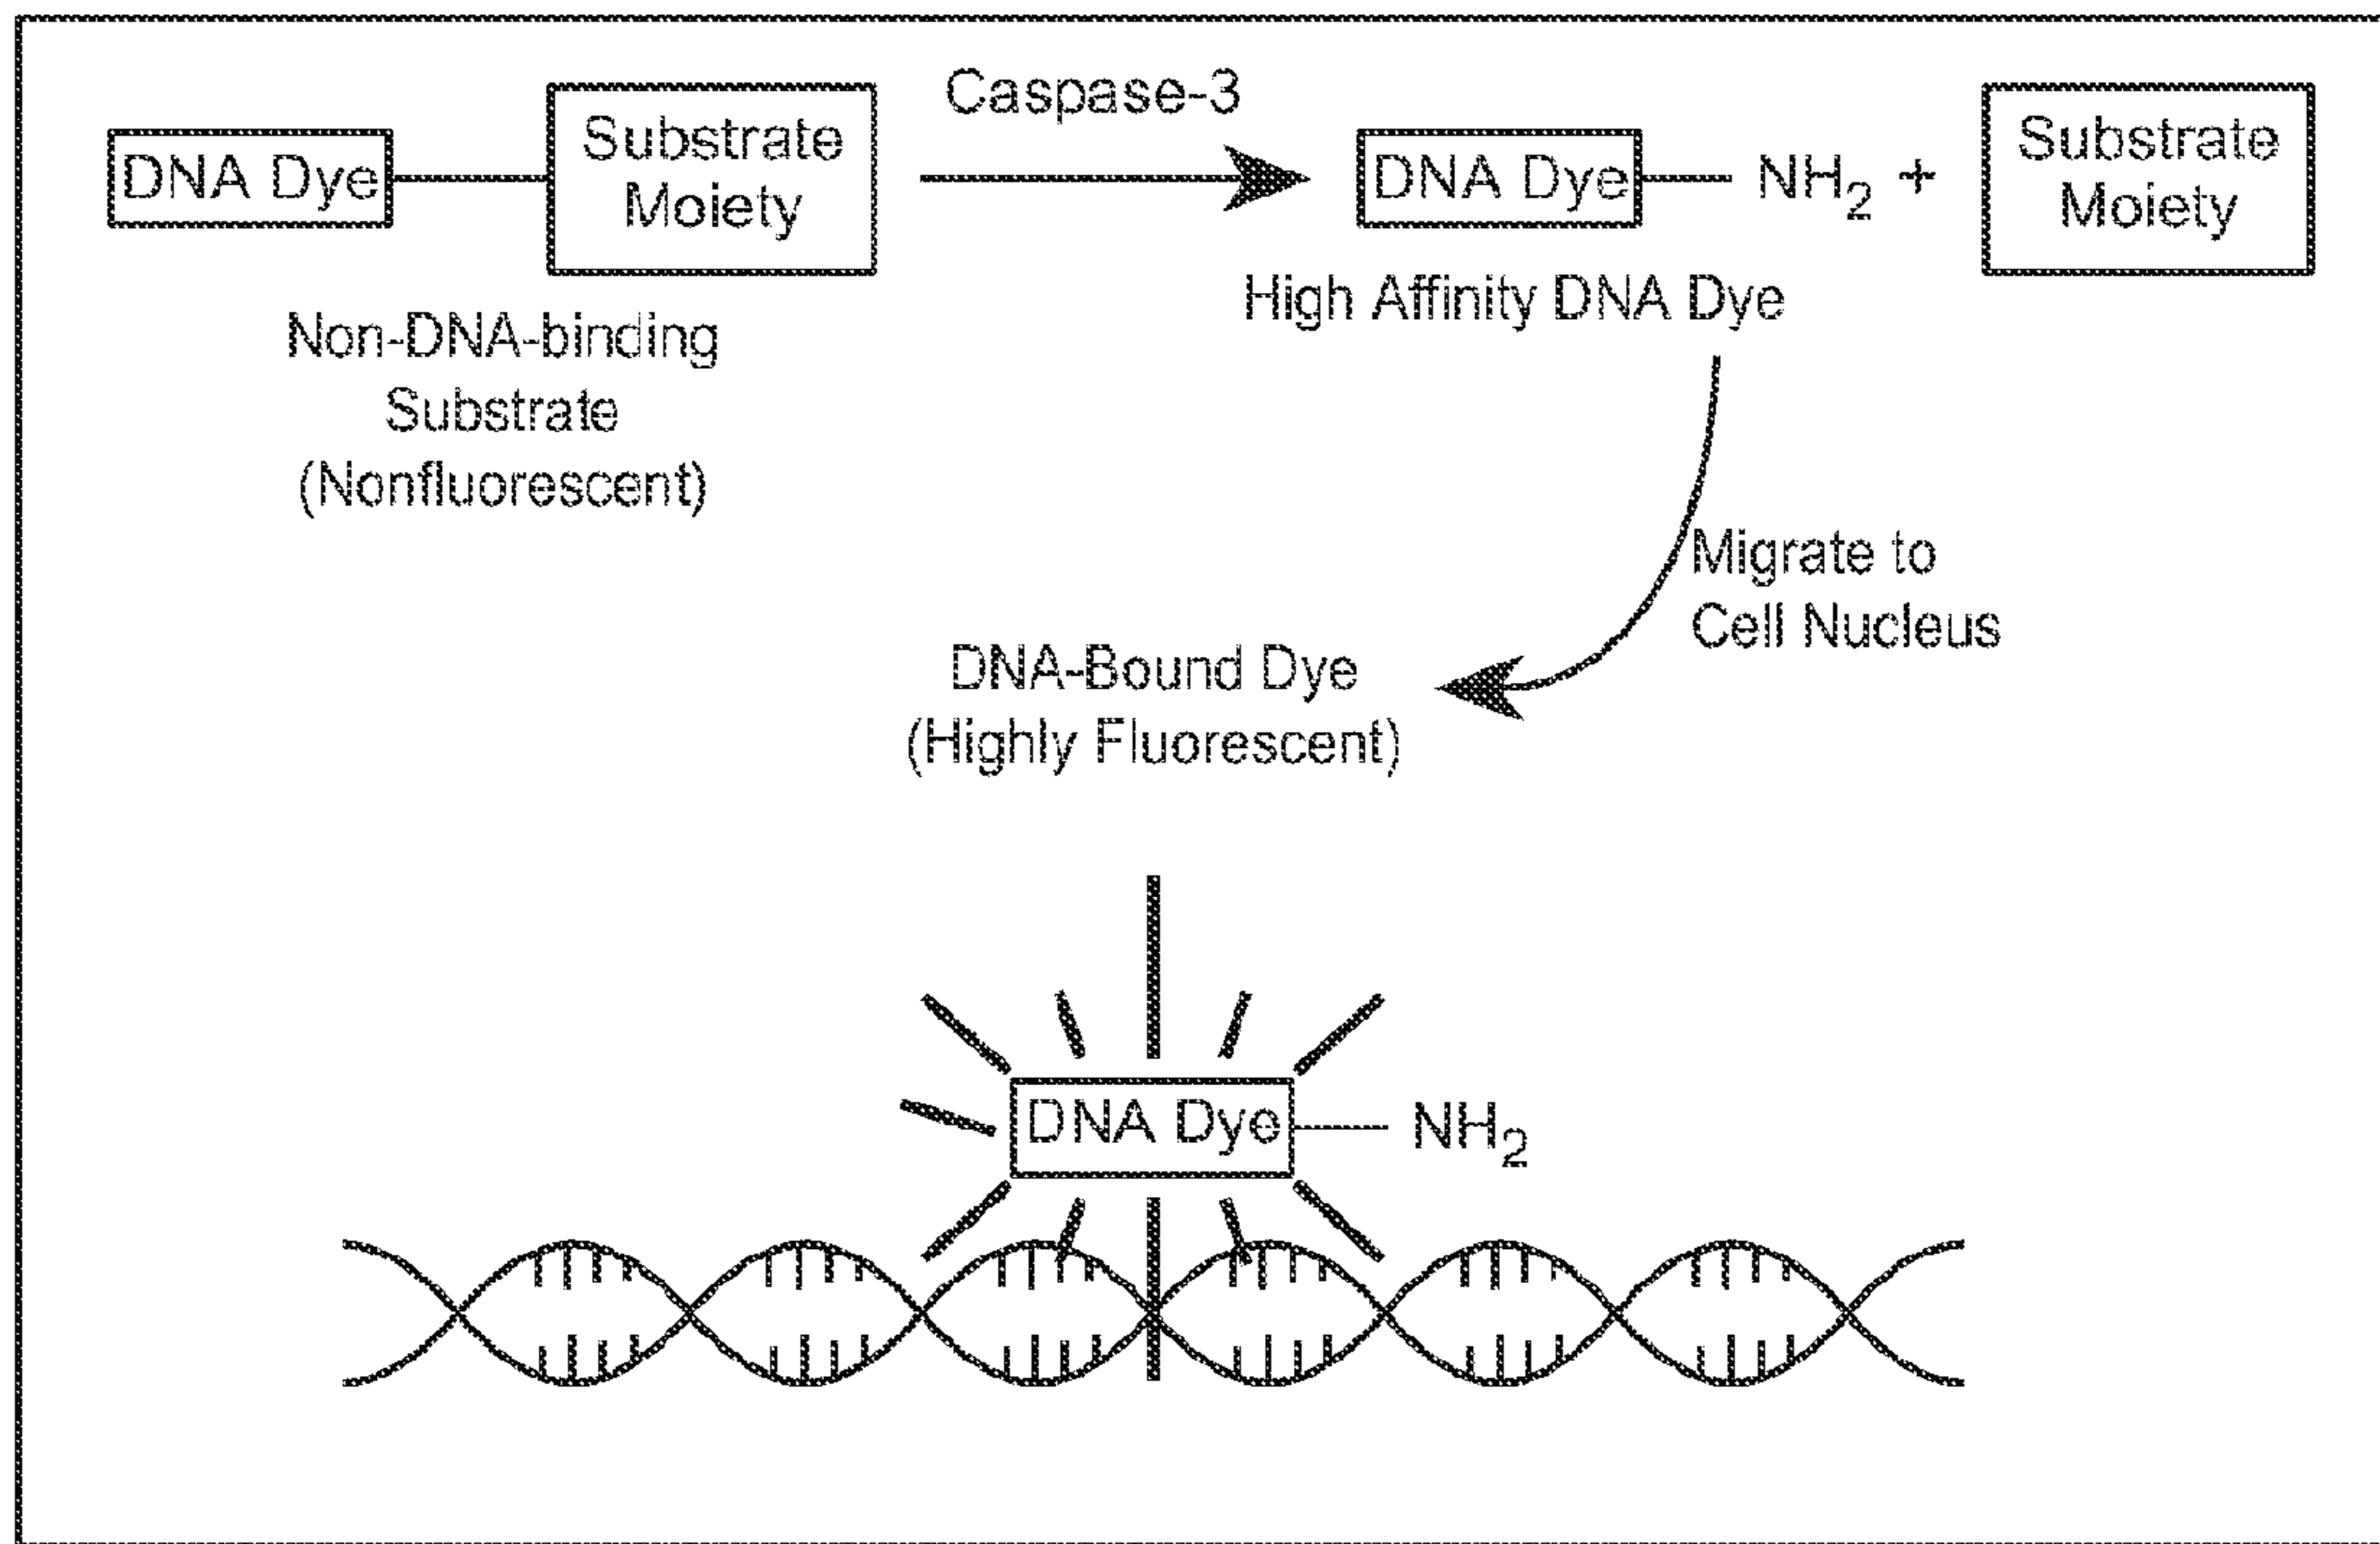 DNA Dye
Substrate
Moiety
Caspase-3
DNA Dye
NH₂ +
Substrate
Moiety
Non-DNA-binding
Substrate
(Nonfluorescent)
High Affinity DNA Dye
Migrate to
Cell Nucleus
DNA-Bound Dye
(Highly Fluorescent)
DNA Dye
NH₂